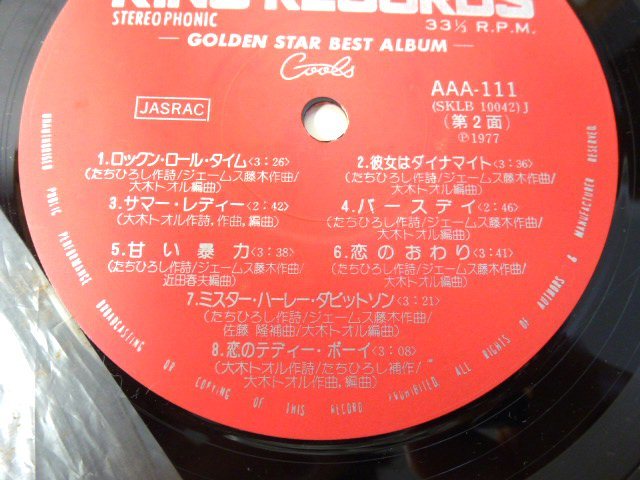 KING RECORDS
STEREOPHONIC
33⅓ R.P.M.
GOLDEN STAR BEST ALBUM
Cools
AAA-111
(SKLB 10042)J
JASRAC
(第2面)
Ⓟ1977
1.ロックン・ロール・タイム<3:26>
(たちひろし作詩/ジェームス藤木作曲/
大木トオル編曲)
2.彼女はダイナマイト<3:36>
(たちひろし作詩/ジェームス藤木作曲/
大木トオル編曲)
3.サマー・レディー<2:42>
(大木トオル作詩,作曲,編曲)
4.バースデイ<2:46>
(たちひろし作詩/ジェームス藤木作曲/
大木トオル編曲)
5.甘い暴力<3:38>
(たちひろし作詩/ジェームス藤木作曲/
近田春夫編曲)
6.恋のおわり<3:41>
(たちひろし作詩/ジェームス藤木作曲/
大木トオル編曲)
7.ミスター・ハーレー・ダビットソン<3:21>
(たちひろし作詩/ジェームス藤木作曲/
佐藤 隆補曲/大木トオル編曲)
8.恋のテディー・ボーイ<3:08>
(大木トオル作詩/たちひろし補作/
大木トオル作曲,編曲)
UNAUTHORIZED PUBLIC PERFORMANCE BROADCASTING OR COPYING OF THIS RECORD PROHIBITED ALL RIGHTS OF AUTHORS & MANUFACTURER RESERVED